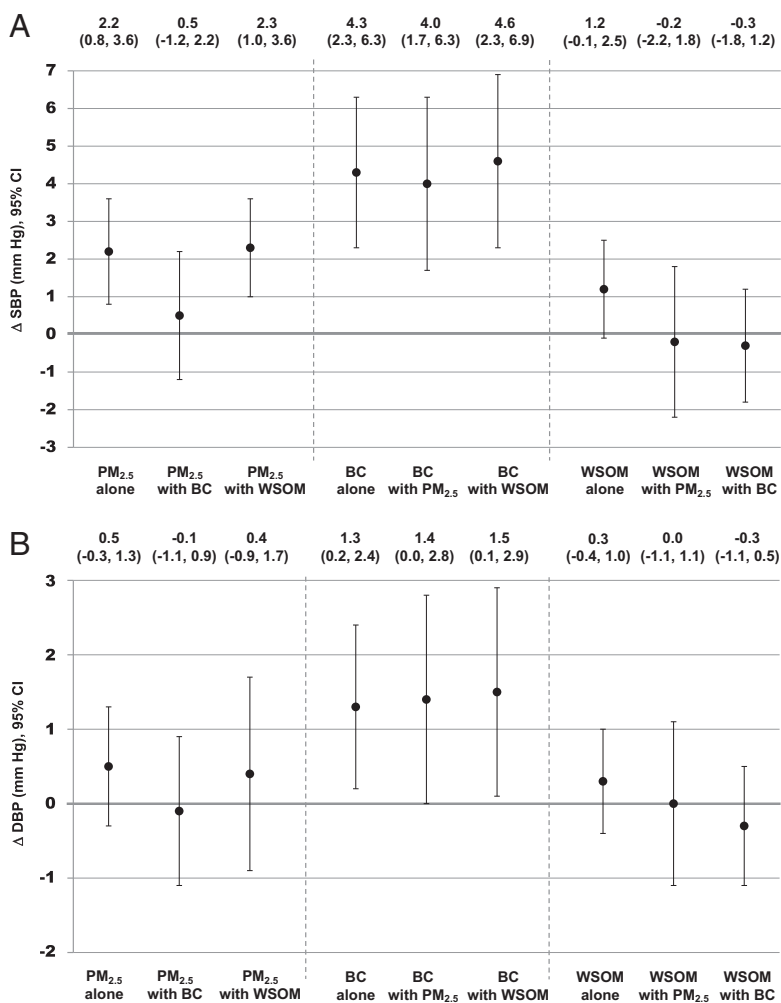 A
2.2 0.5 2.3 4.3 4.0 4.6 1.2 -0.2 -0.3
(0.8, 3.6) (-1.2, 2.2) (1.0, 3.6) (2.3, 6.3) (1.7, 6.3) (2.3, 6.9) (-0.1, 2.5) (-2.2, 1.8) (-1.8, 1.2)
Δ SBP (mm Hg), 95% CI
7
6
5
4
3
2
1
0
-1
-2
-3
PM2.5 PM2.5 PM2.5 BC BC BC WSOM WSOM WSOM
alone with BC with WSOM alone with PM2.5 with WSOM alone with PM2.5 with BC
B
0.5 -0.1 0.4 1.3 1.4 1.5 0.3 0.0 -0.3
(-0.3, 1.3) (-1.1, 0.9) (-0.9, 1.7) (0.2, 2.4) (0.0, 2.8) (0.1, 2.9) (-0.4, 1.0) (-1.1, 1.1) (-1.1, 0.5)
Δ DBP (mm Hg), 95% CI
3
2
1
0
-1
-2
PM2.5 PM2.5 PM2.5 BC BC BC WSOM WSOM WSOM
alone with BC with WSOM alone with PM2.5 with WSOM alone with PM2.5 with BC